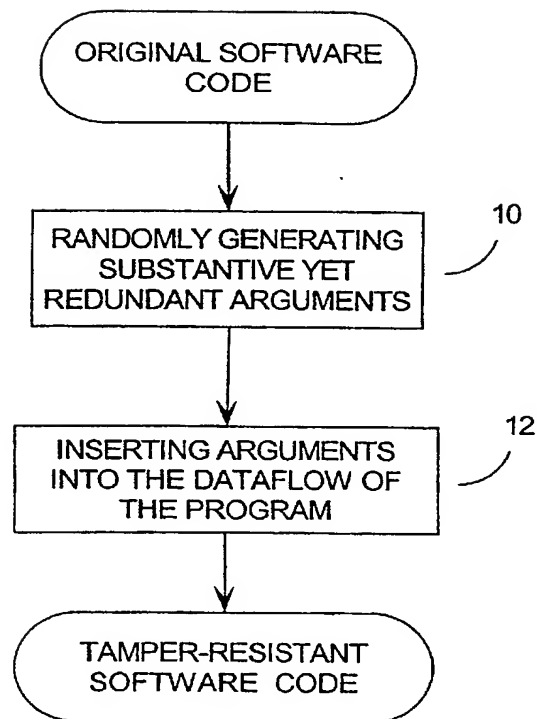 ORIGINAL SOFTWARE
CODE
10
RANDOMLY GENERATING
SUBSTANTIVE YET
REDUNDANT ARGUMENTS
12
INSERTING ARGUMENTS
INTO THE DATAFLOW OF
THE PROGRAM
TAMPER-RESISTANT
SOFTWARE CODE